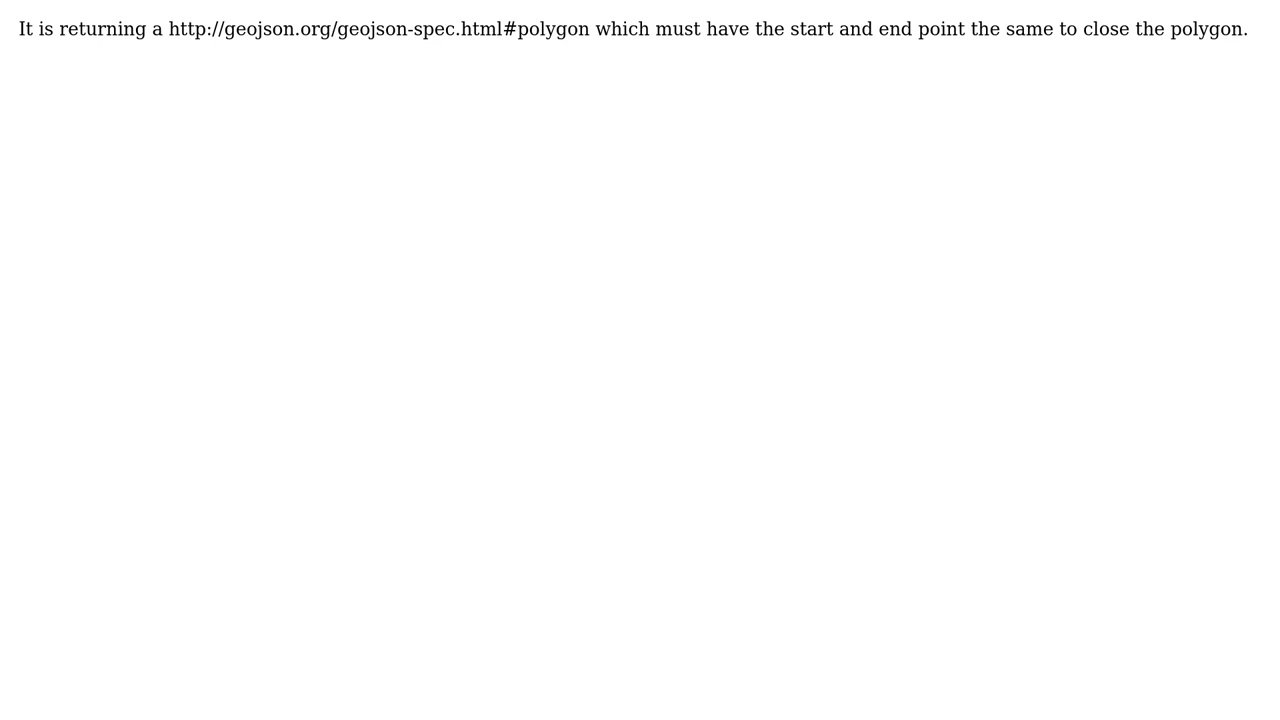 It is returning a http://geojson.org/geojson-spec.html#polygon which must have the start and end point the same to close the polygon.